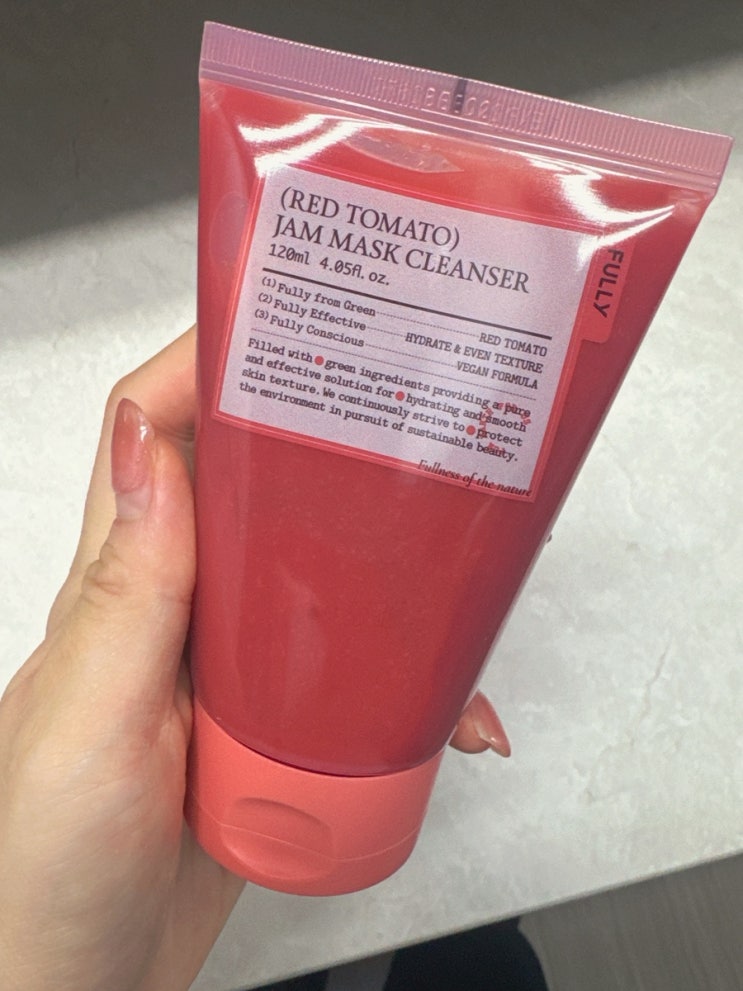 (RED TOMATO)
JAM MASK CLEANSER
120ml 4.05fl. oz.
(1) Fully from Green RED TOMATO
(2) Fully Effective HYDRATE & EVEN TEXTURE
(3) Fully Conscious VEGAN FORMULA
Filled with green ingredients providing a pure
and effective solution for hydrating and smooth
skin texture. We continuously strive to protect
the environment in pursuit of sustainable beauty.
Fullness of the nature
FULLY